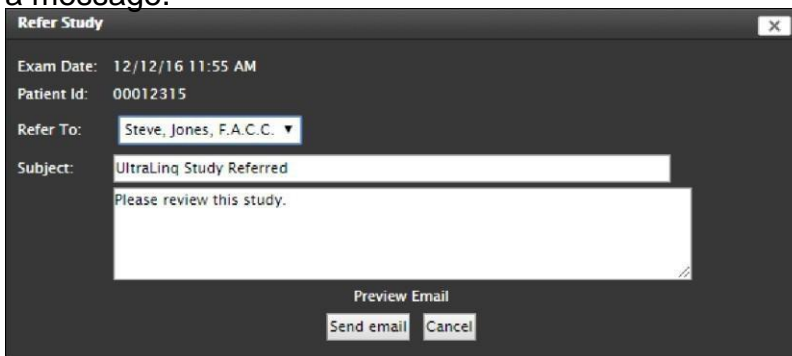 a message.
Refer Study
Exam Date: 12/12/16 11:55 AM
Patient Id: 00012315
Refer To: Steve, Jones, F.A.C.C.
Subject: UltraLinq Study Referred
Please review this study.
Preview Email
Send email Cancel